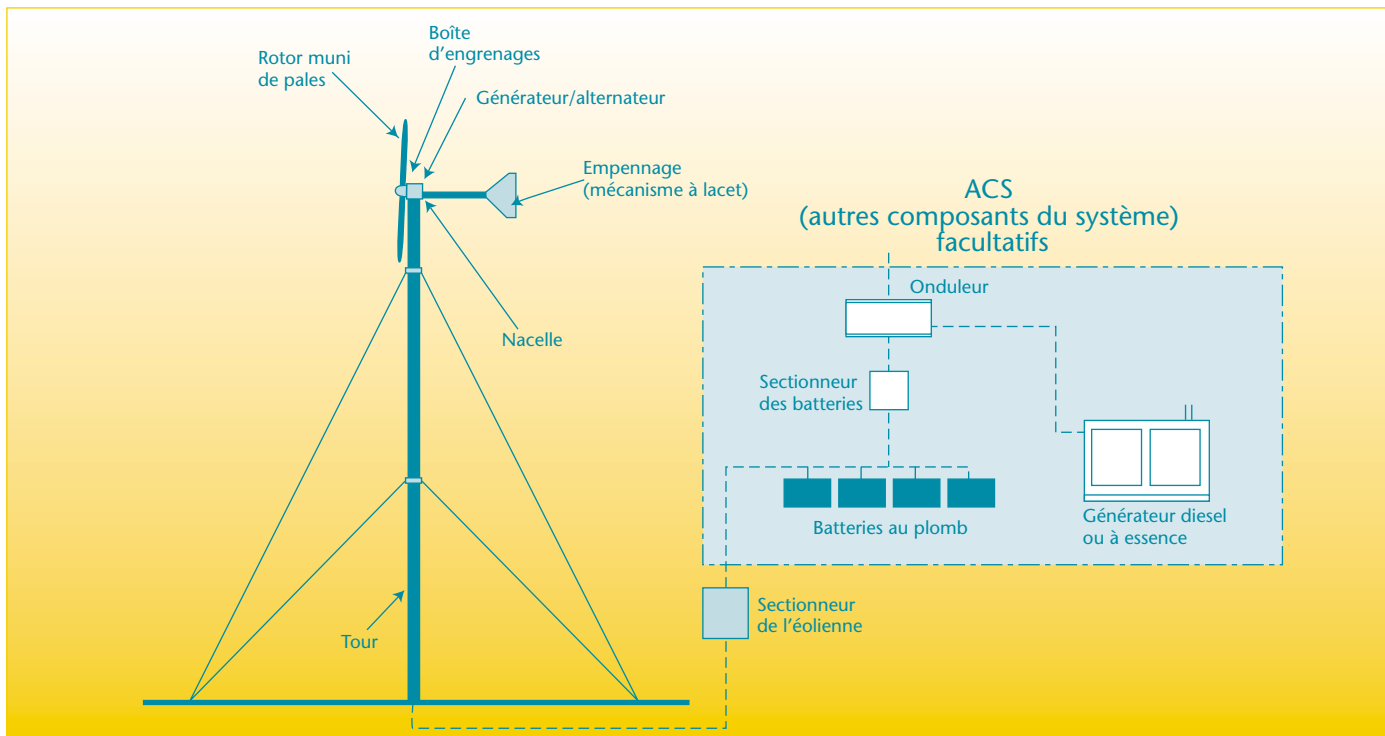 Boîte
d’engrenages
Rotor muni
de pales
Générateur/alternateur
Empennage
(mécanisme à lacet)
Nacelle
Tour
ACS
(autres composants du système)
facultatifs
Onduleur
Sectionneur
des batteries
Batteries au plomb
Générateur diesel
ou à essence
Sectionneur
de l’éolienne